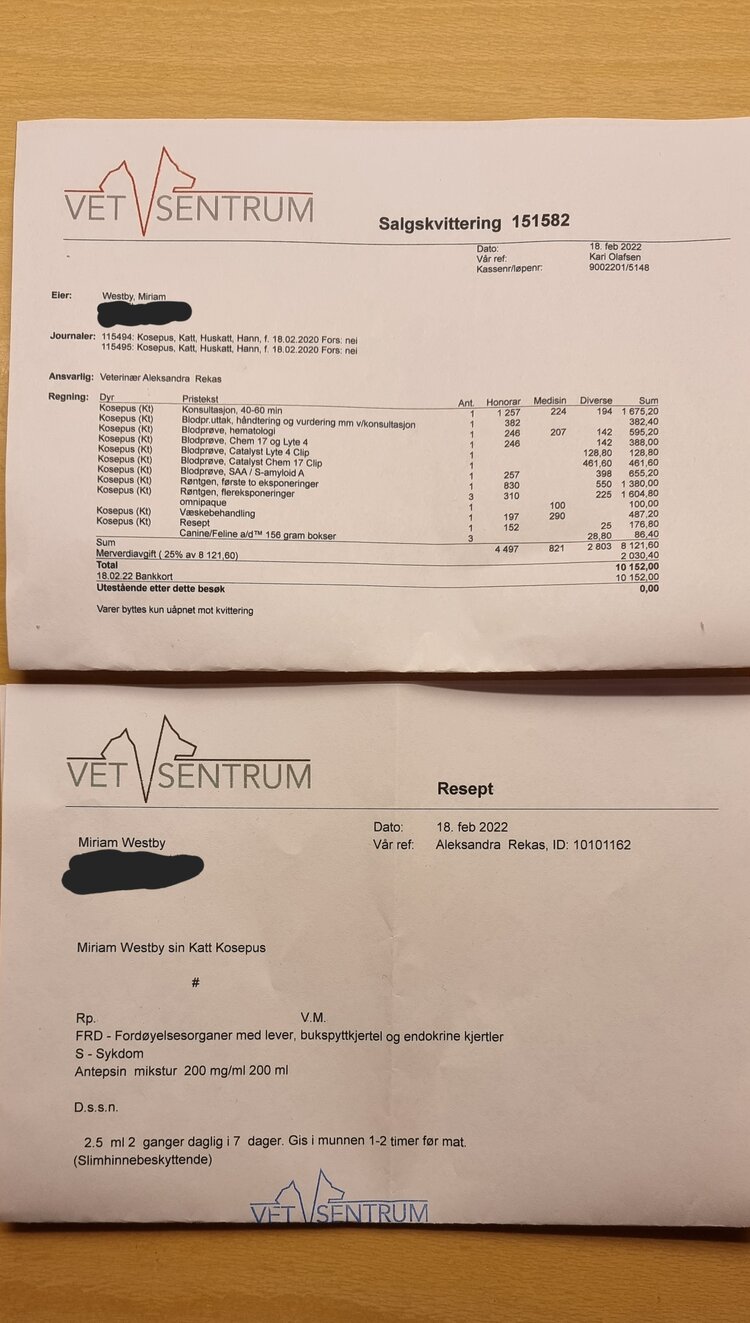 VET SENTRUM
Salgskvittering 151582
Dato: 18. feb 2022
Vår ref: Kari Olafsen
Kassenr/løpenr: 9002201/5148
Eier: Westby, Miriam
Journaler: 115494: Kosepus, Katt, Huskatt, Hann, f. 18.02.2020 Fors: nei
115495: Kosepus, Katt, Huskatt, Hann, f. 18.02.2020 Fors: nei
Ansvarlig: Veterinær Aleksandra Rekas
Regning: Dyr Pristekst Ant. Honorar Medisin Diverse Sum
Kosepus (Kt) Konsultasjon, 40-60 min 1 1 257 224 194 1 675,20
Kosepus (Kt) Blodpr.uttak, håndtering og vurdering mm v/konsultasjon 1 382 382,40
Kosepus (Kt) Blodprøve, hematologi 1 246 207 142 595,20
Kosepus (Kt) Blodprøve, Chem 17 og Lyte 4 1 246 142 388,00
Kosepus (Kt) Blodprøve, Catalyst Lyte 4 Clip 1 128,80 128,80
Kosepus (Kt) Blodprøve, Catalyst Chem 17 Clip 1 461,60 461,60
Kosepus (Kt) Blodprøve, SAA / S-amyloid A 1 257 398 655,20
Kosepus (Kt) Røntgen, første to eksponeringer 1 830 550 1 380,00
Kosepus (Kt) Røntgen, flereksponeringer 3 310 225 1 604,80
omnipaque 1 100 100,00
Kosepus (Kt) Væskebehandling 1 197 290 487,20
Kosepus (Kt) Resept 1 152 25 176,80
Canine/Feline a/d™ 156 gram bokser 3 28,80 86,40
Sum 4 497 821 2 803 8 121,60
Merverdiavgift ( 25% av 8 121,60) 2 030,40
Total 10 152,00
18.02.22 Bankkort 10 152,00
Utestående etter dette besøk 0,00
Varer byttes kun uåpnet mot kvittering
VET SENTRUM
Resept
Dato: 18. feb 2022
Miriam Westby
Vår ref: Aleksandra Rekas, ID: 10101162
Miriam Westby sin Katt Kosepus
#
Rp. V.M.
FRD - Fordøyelsesorganer med lever, bukspyttkjertel og endokrine kjertler
S - Sykdom
Antepsin mikstur 200 mg/ml 200 ml
D.s.s.n.
2.5 ml 2 ganger daglig i 7 dager. Gis i munnen 1-2 timer før mat.
(Slimhinnebeskyttende)
VET SENTRUM